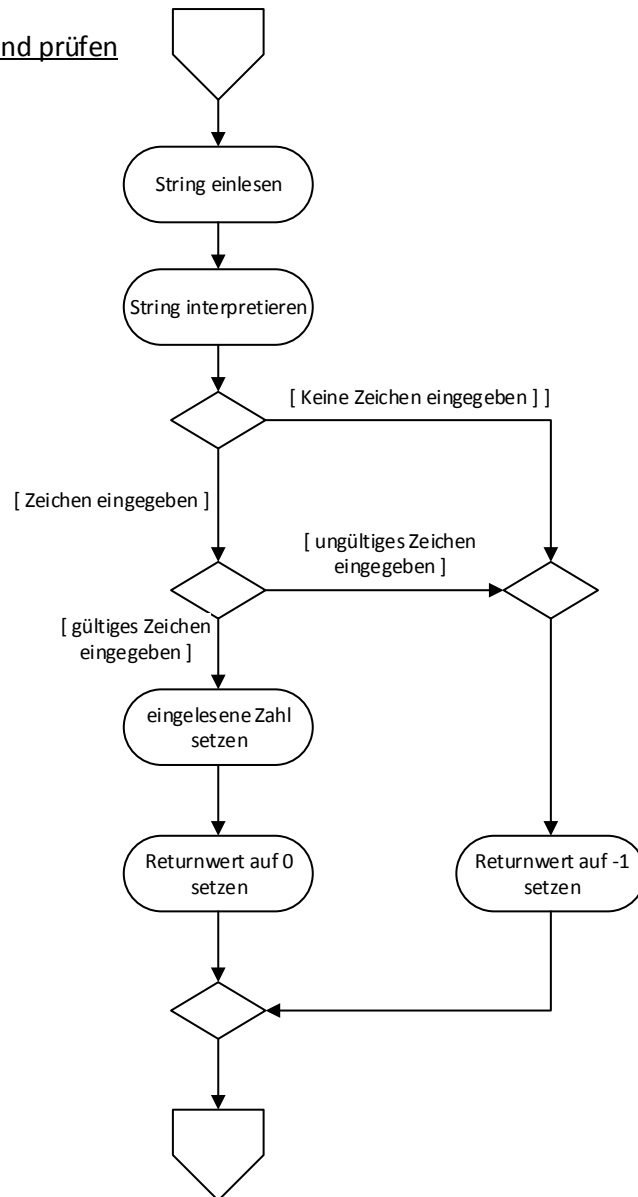 nd prüfen
String einlesen
String interpretieren
[ Keine Zeichen eingegeben ] ]
[ Zeichen eingegeben ]
[ ungültiges Zeichen
eingegeben ]
[ gültiges Zeichen
eingegeben ]
eingelesene Zahl
setzen
Returnwert auf 0
setzen
Returnwert auf -1
setzen